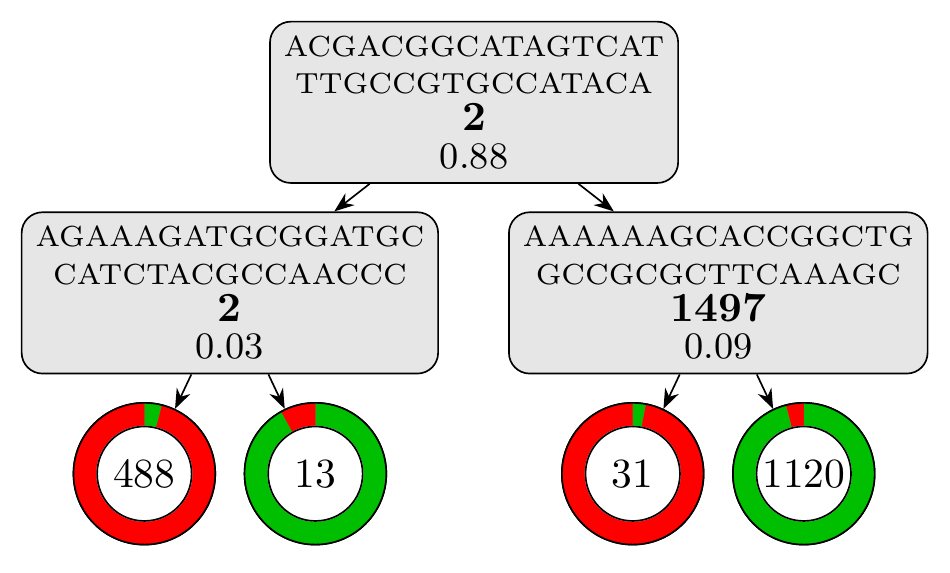 ACGACGGCATAGTCAT
TTGCCGTGCCATACA
2
0.88
AGAAAGATGCGGATGC
CATCTACGCCAACCC
2
0.03
AAAAAAGCACCGGCTG
GCCGCGCTTCAAAGC
1497
0.09
488
13
31
1120